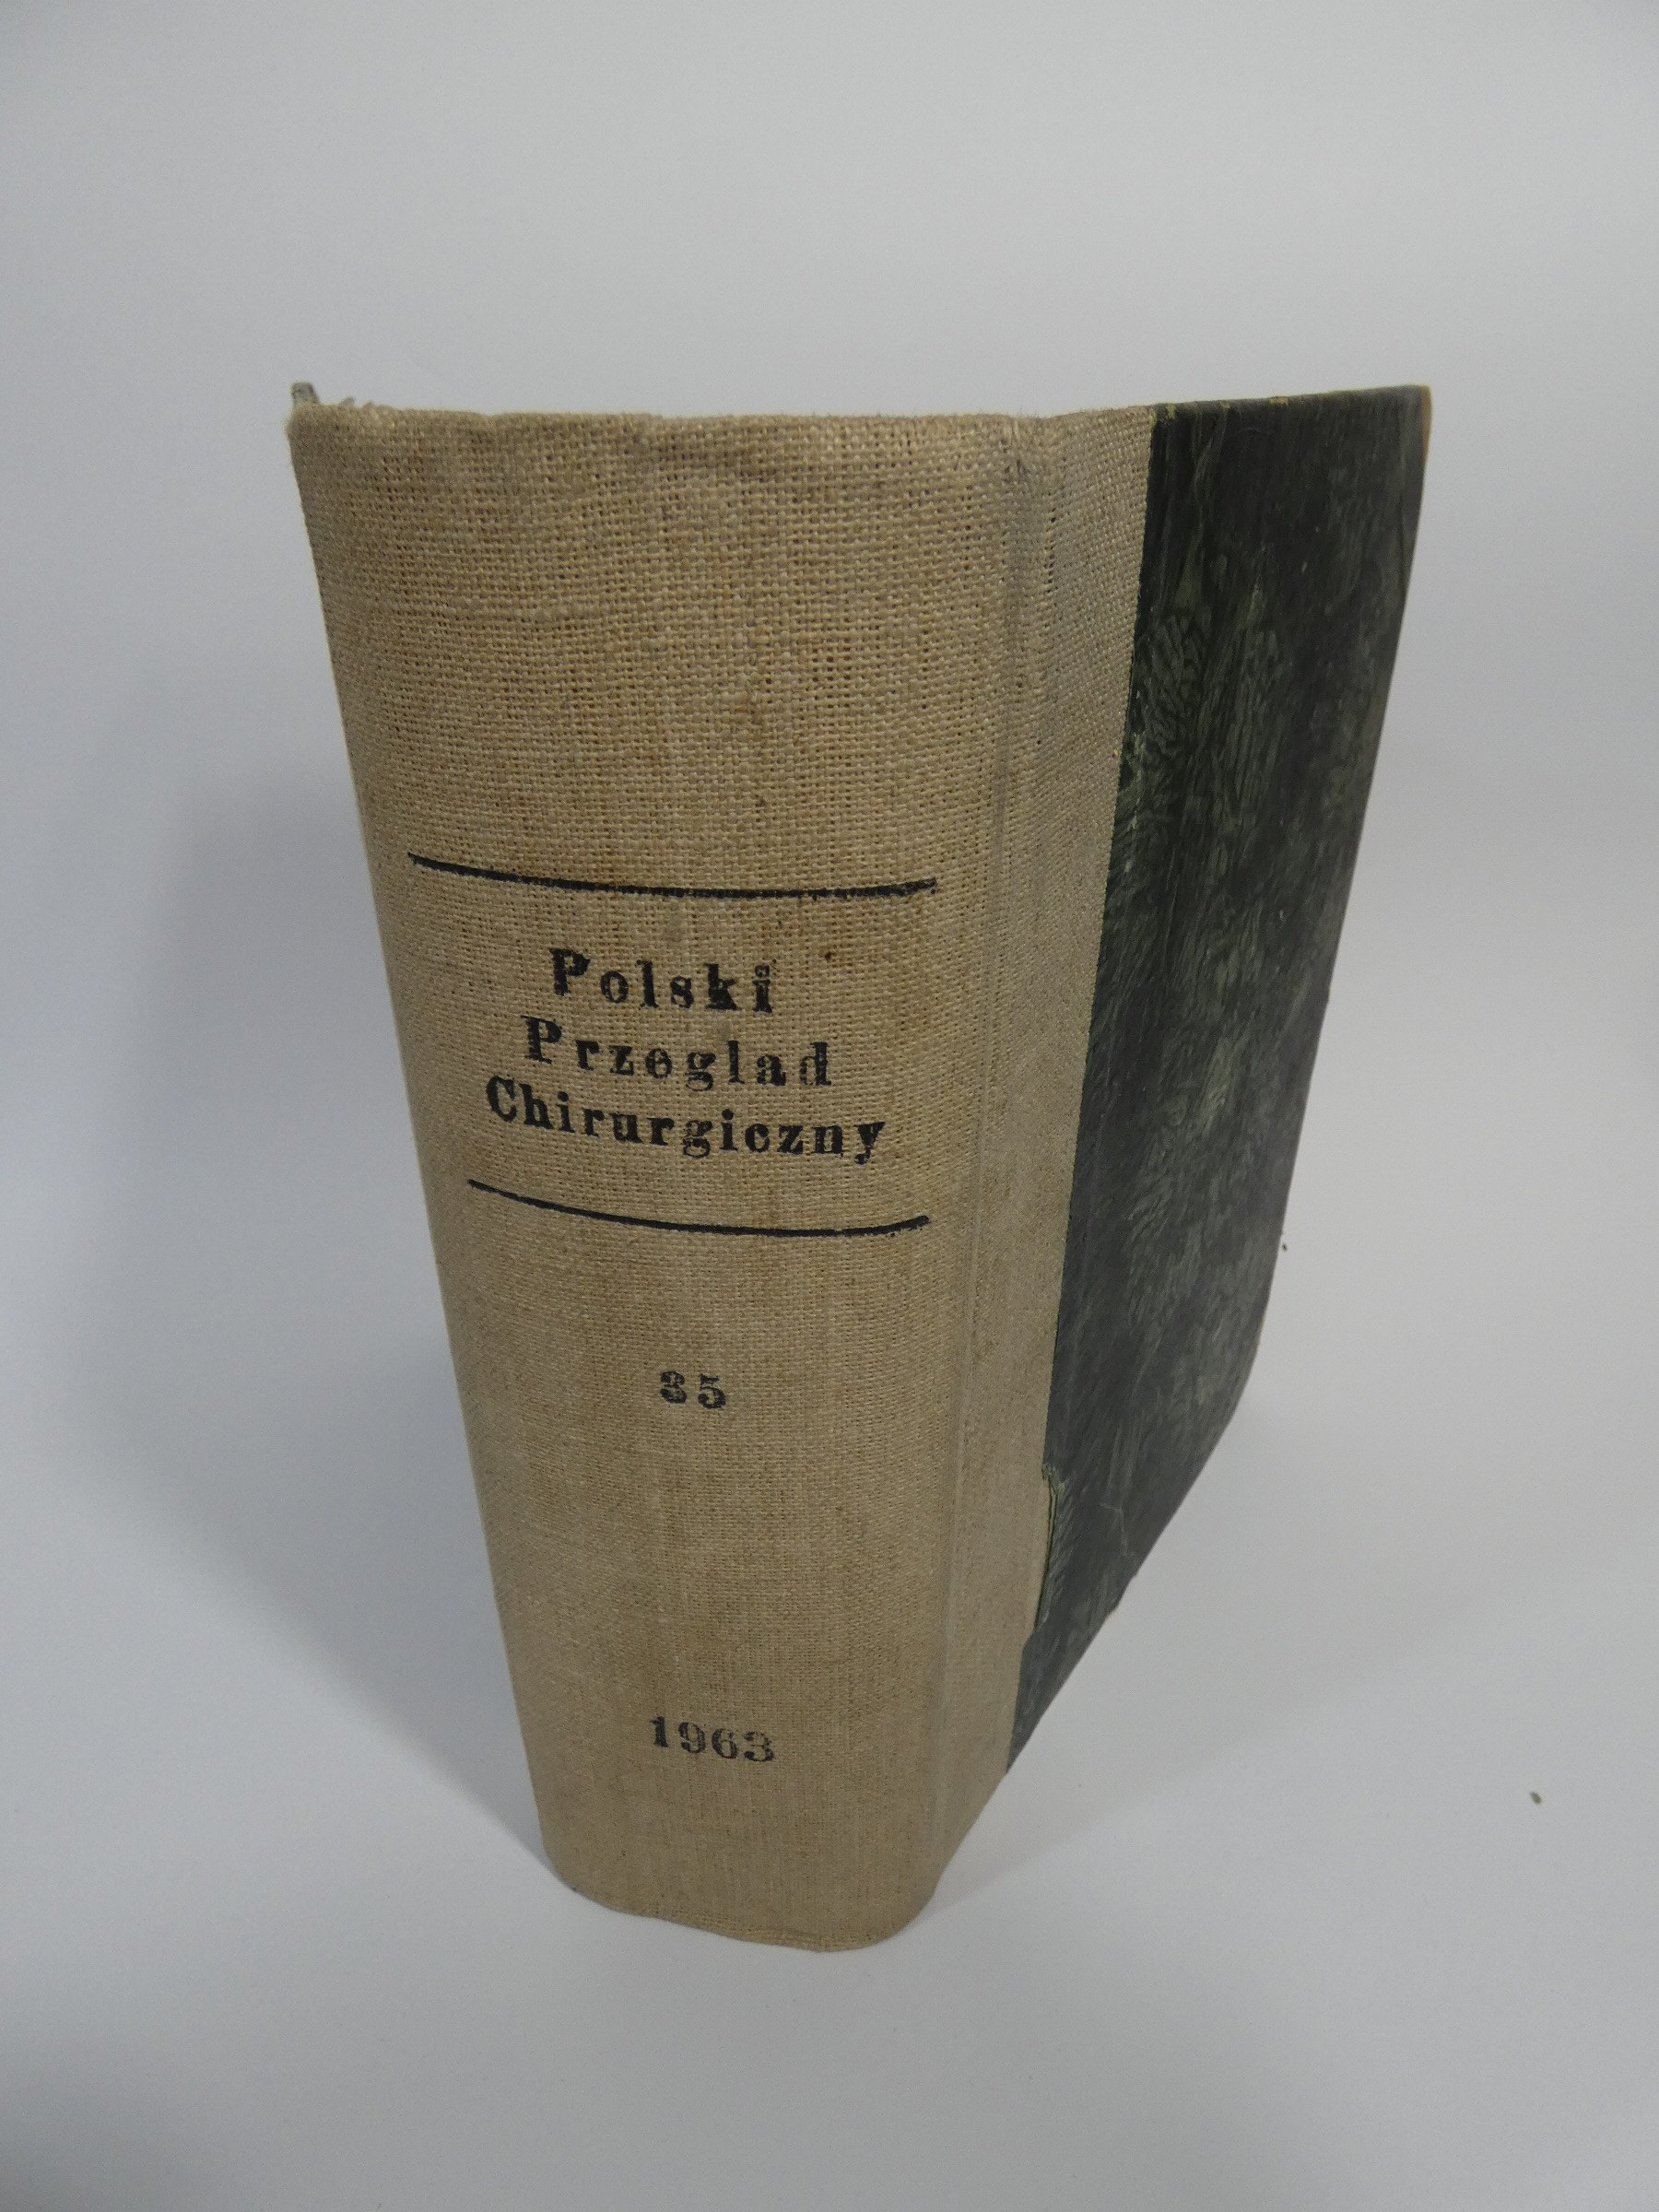 Polski
Przeglad
Chirurgiczny
35
1963